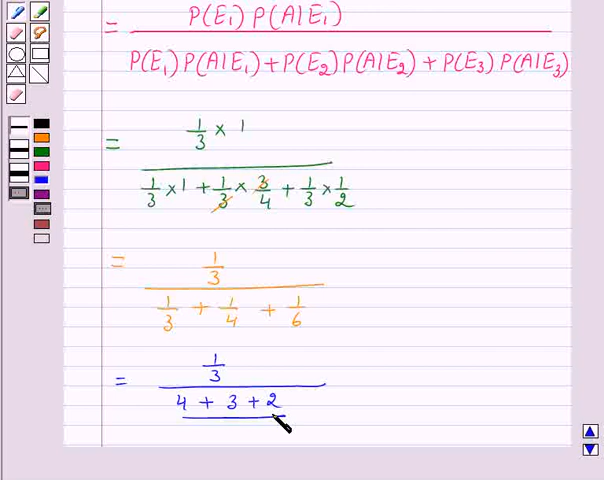 = P(E₁) P(A|E₁)
P(E₁) P(A|E₁) + P(E₂) P(A|E₂) + P(E₃) P(A|E₃)
= 1/3 × 1
1/3 × 1 + 1/3 × 3/4 + 1/3 × 1/2
= 1/3
1/3 + 1/4 + 1/6
= 1/3
4 + 3 + 2